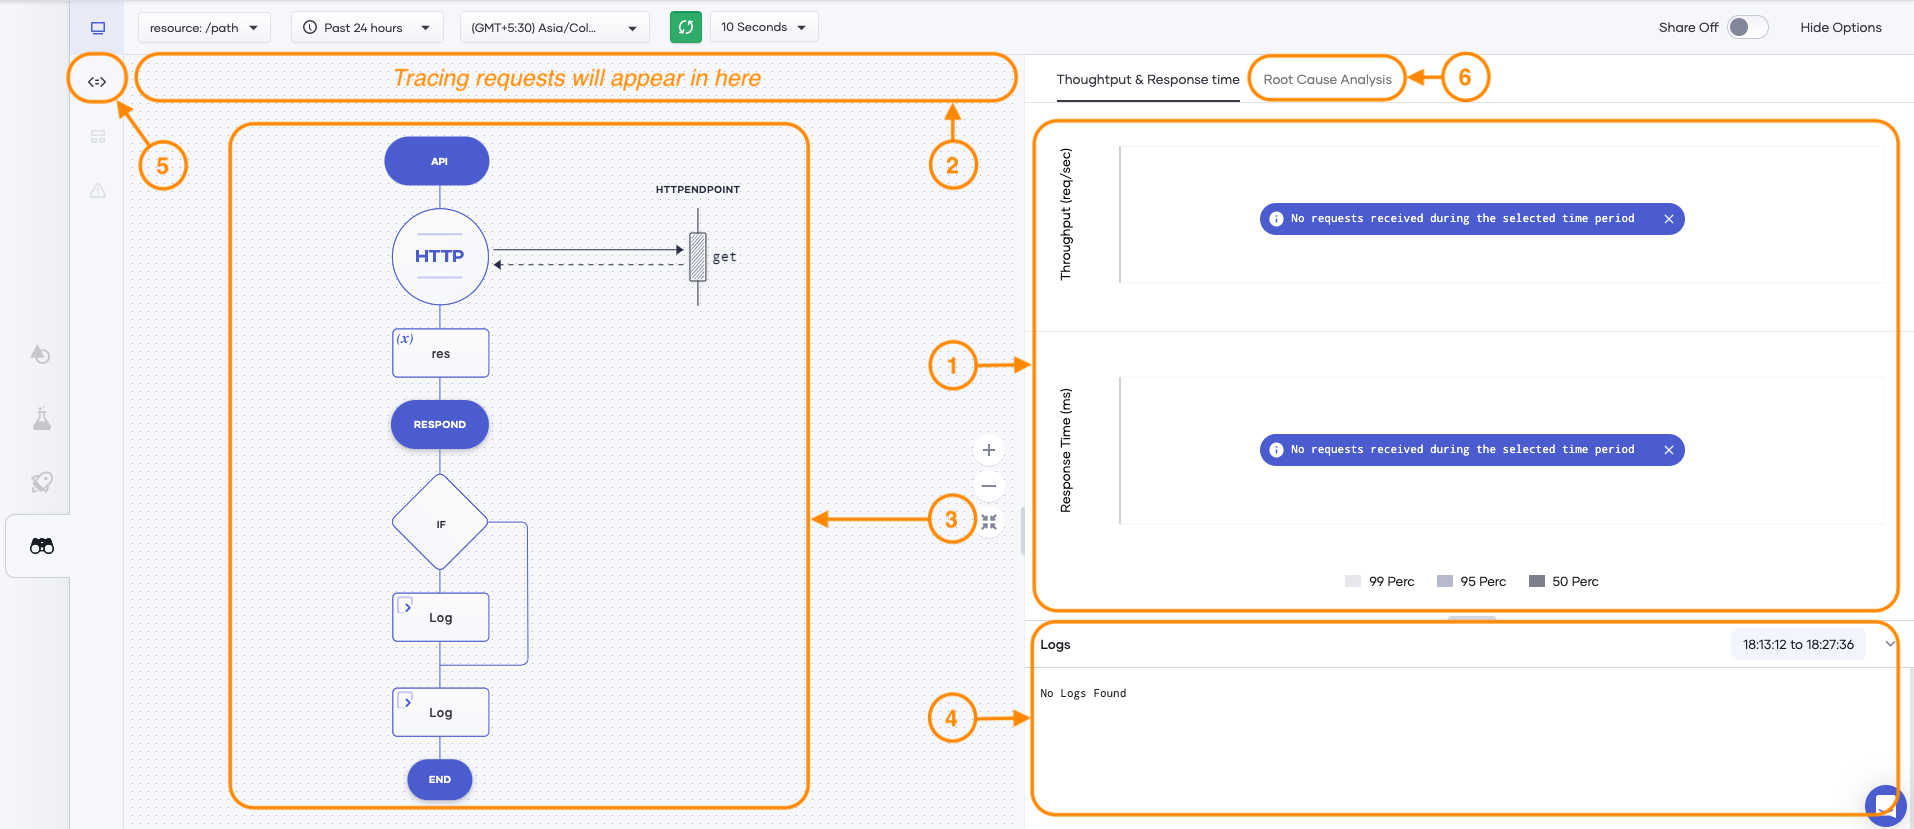 resource: /path
Past 24 hours
(GMT+5:30) Asia/Col...
10 Seconds
Share Off
Hide Options
Tracing requests will appear in here
Thoughtput & Response time
Root Cause Analysis
6
5
2
API
HTTPENDPOINT
HTTP
get
(x)
res
RESPOND
IF
Log
Log
END
1
3
4
Throughput (req/sec)
No requests received during the selected time period
Response Time (ms)
No requests received during the selected time period
99 Perc
95 Perc
50 Perc
Logs
18:13:12 to 18:27:36
No Logs Found